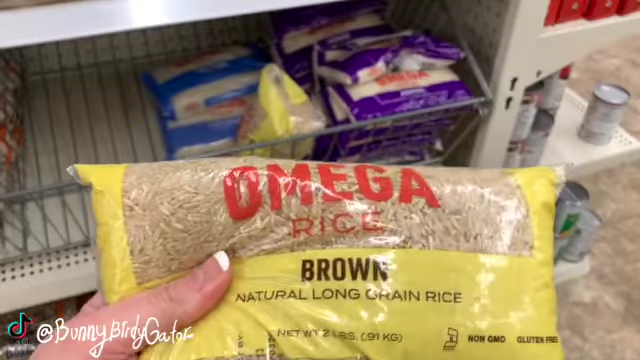 OMEGA
OMEGA
RICE
BROWN
NATURAL LONG GRAIN RICE
NET WT 2 LBS. (.91 KG)
NON GMO GLUTEN FREE
@BunnyBirdyGator